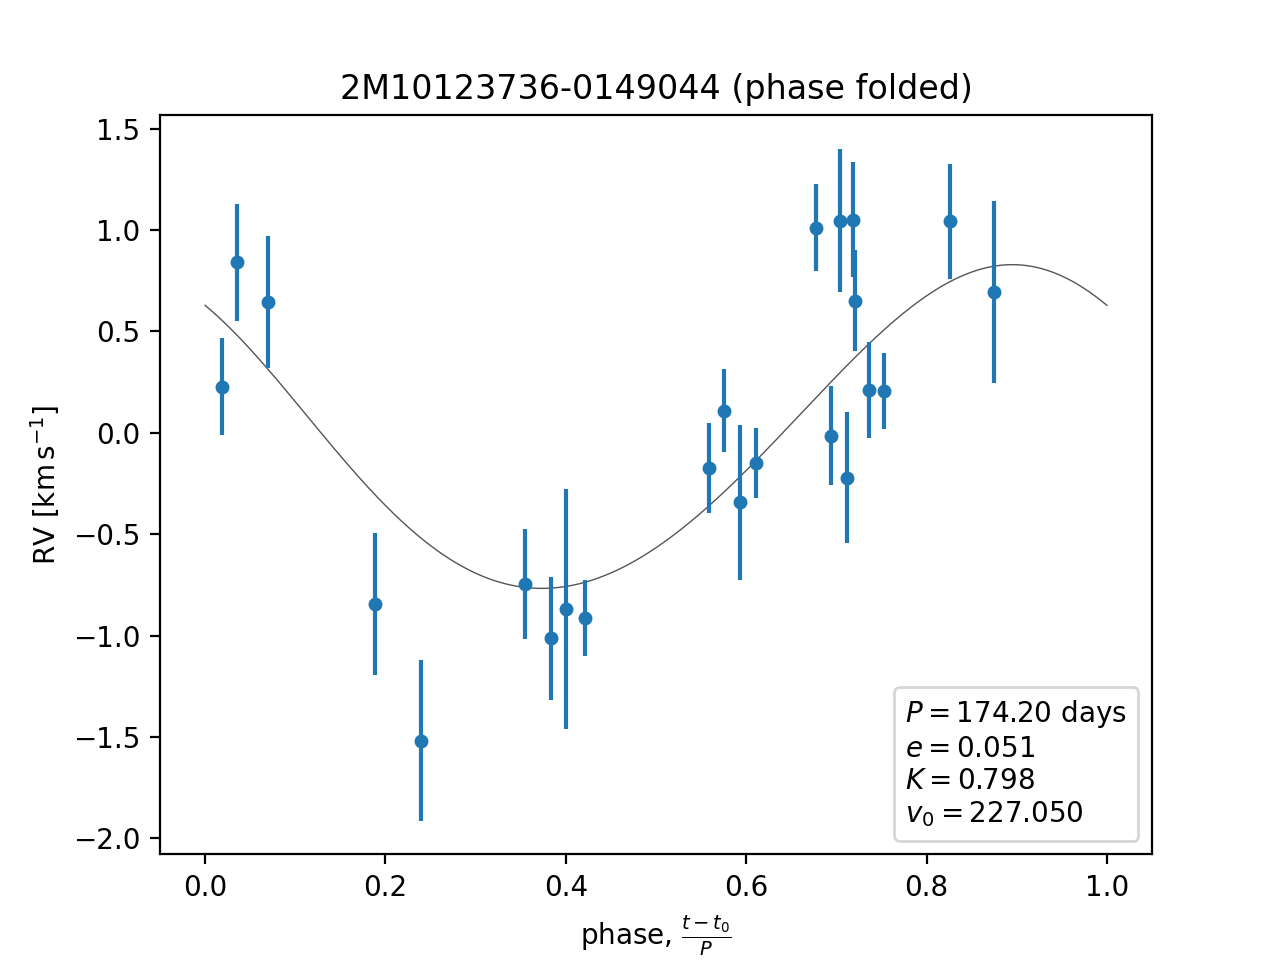 2M10123736-0149044 (phase folded)
1.5
1.0
0.5
0.0
−0.5
−1.0
−1.5
−2.0
RV [km s⁻¹]
P = 174.20 days
e = 0.051
K = 0.798
v₀ = 227.050
0.0 0.2 0.4 0.6 0.8 1.0
phase, (t − t₀)/P